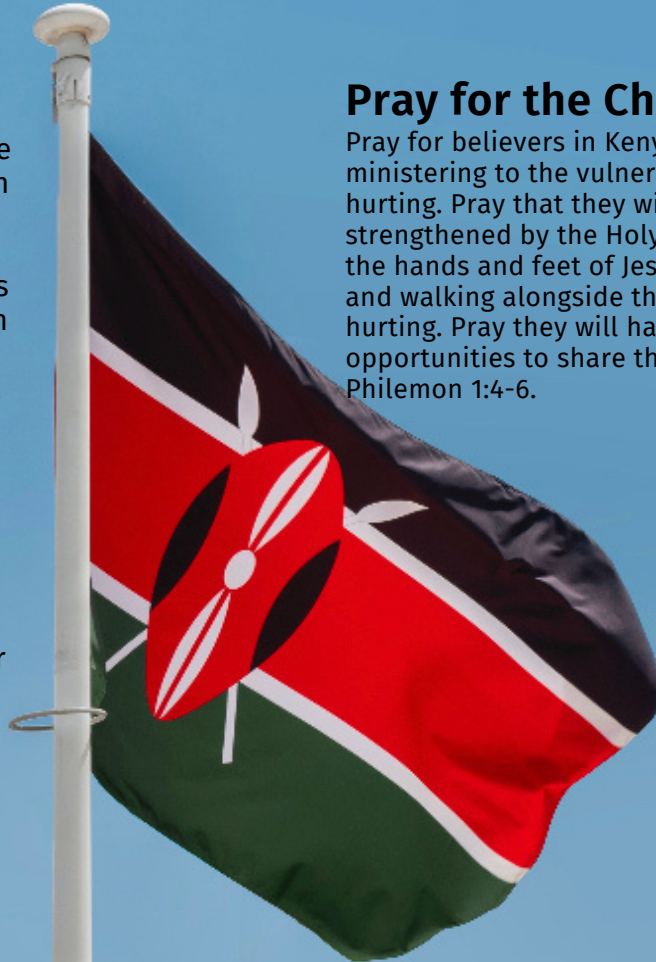 e
n
s
n
r
Pray for the Ch
Pray for believers in Keny
ministering to the vulner
hurting. Pray that they wi
strengthened by the Holy
the hands and feet of Jes
and walking alongside th
hurting. Pray they will ha
opportunities to share th
Philemon 1:4-6.